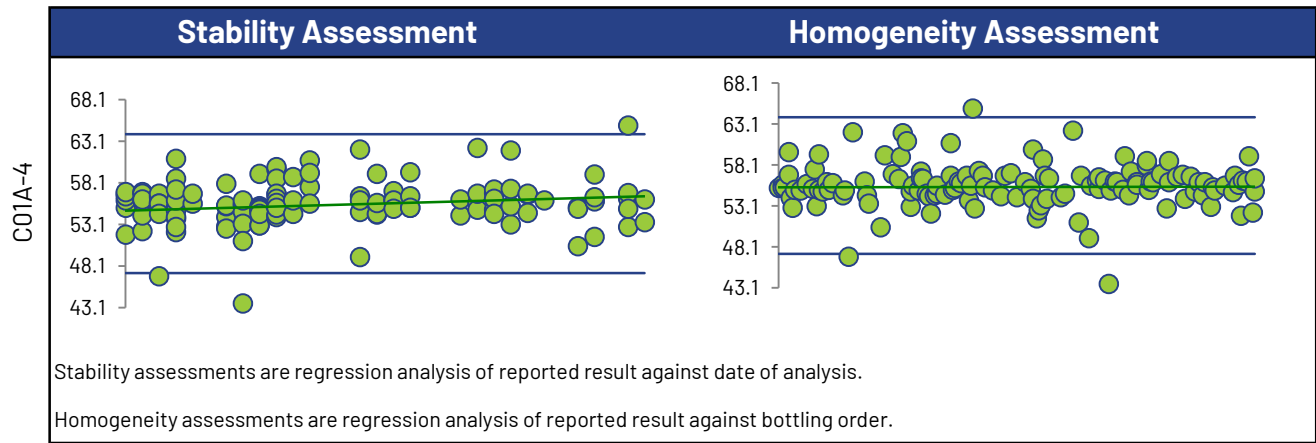 Stability Assessment
Homogeneity Assessment
C01A-4
68.1
63.1
58.1
53.1
48.1
43.1
68.1
63.1
58.1
53.1
48.1
43.1
Stability assessments are regression analysis of reported result against date of analysis.
Homogeneity assessments are regression analysis of reported result against bottling order.